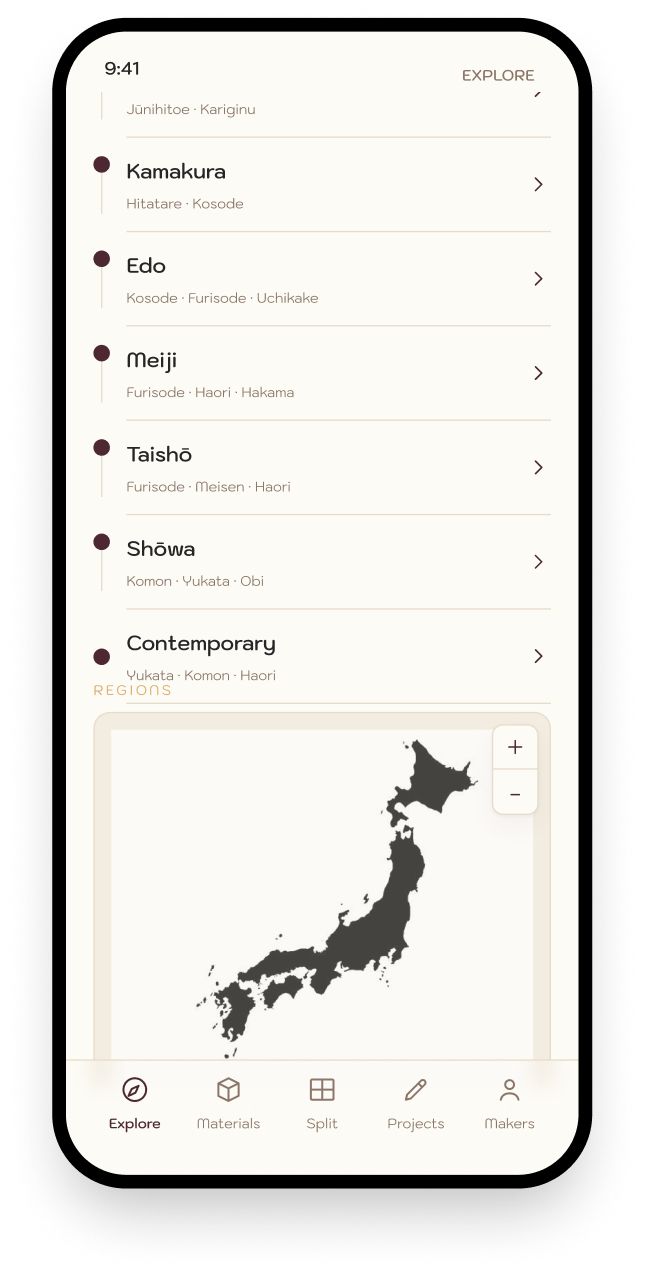 9:41
EXPLORE
Jūnihitoe · Kariginu
Kamakura
Hitatare · Kosode
Edo
Kosode · Furisode · Uchikake
Meiji
Furisode · Haori · Hakama
Taishō
Furisode · Meisen · Haori
Shōwa
Komon · Yukata · Obi
Contemporary
Yukata · Komon · Haori
REGIONS
+
−
Explore
Materials
Split
Projects
Makers